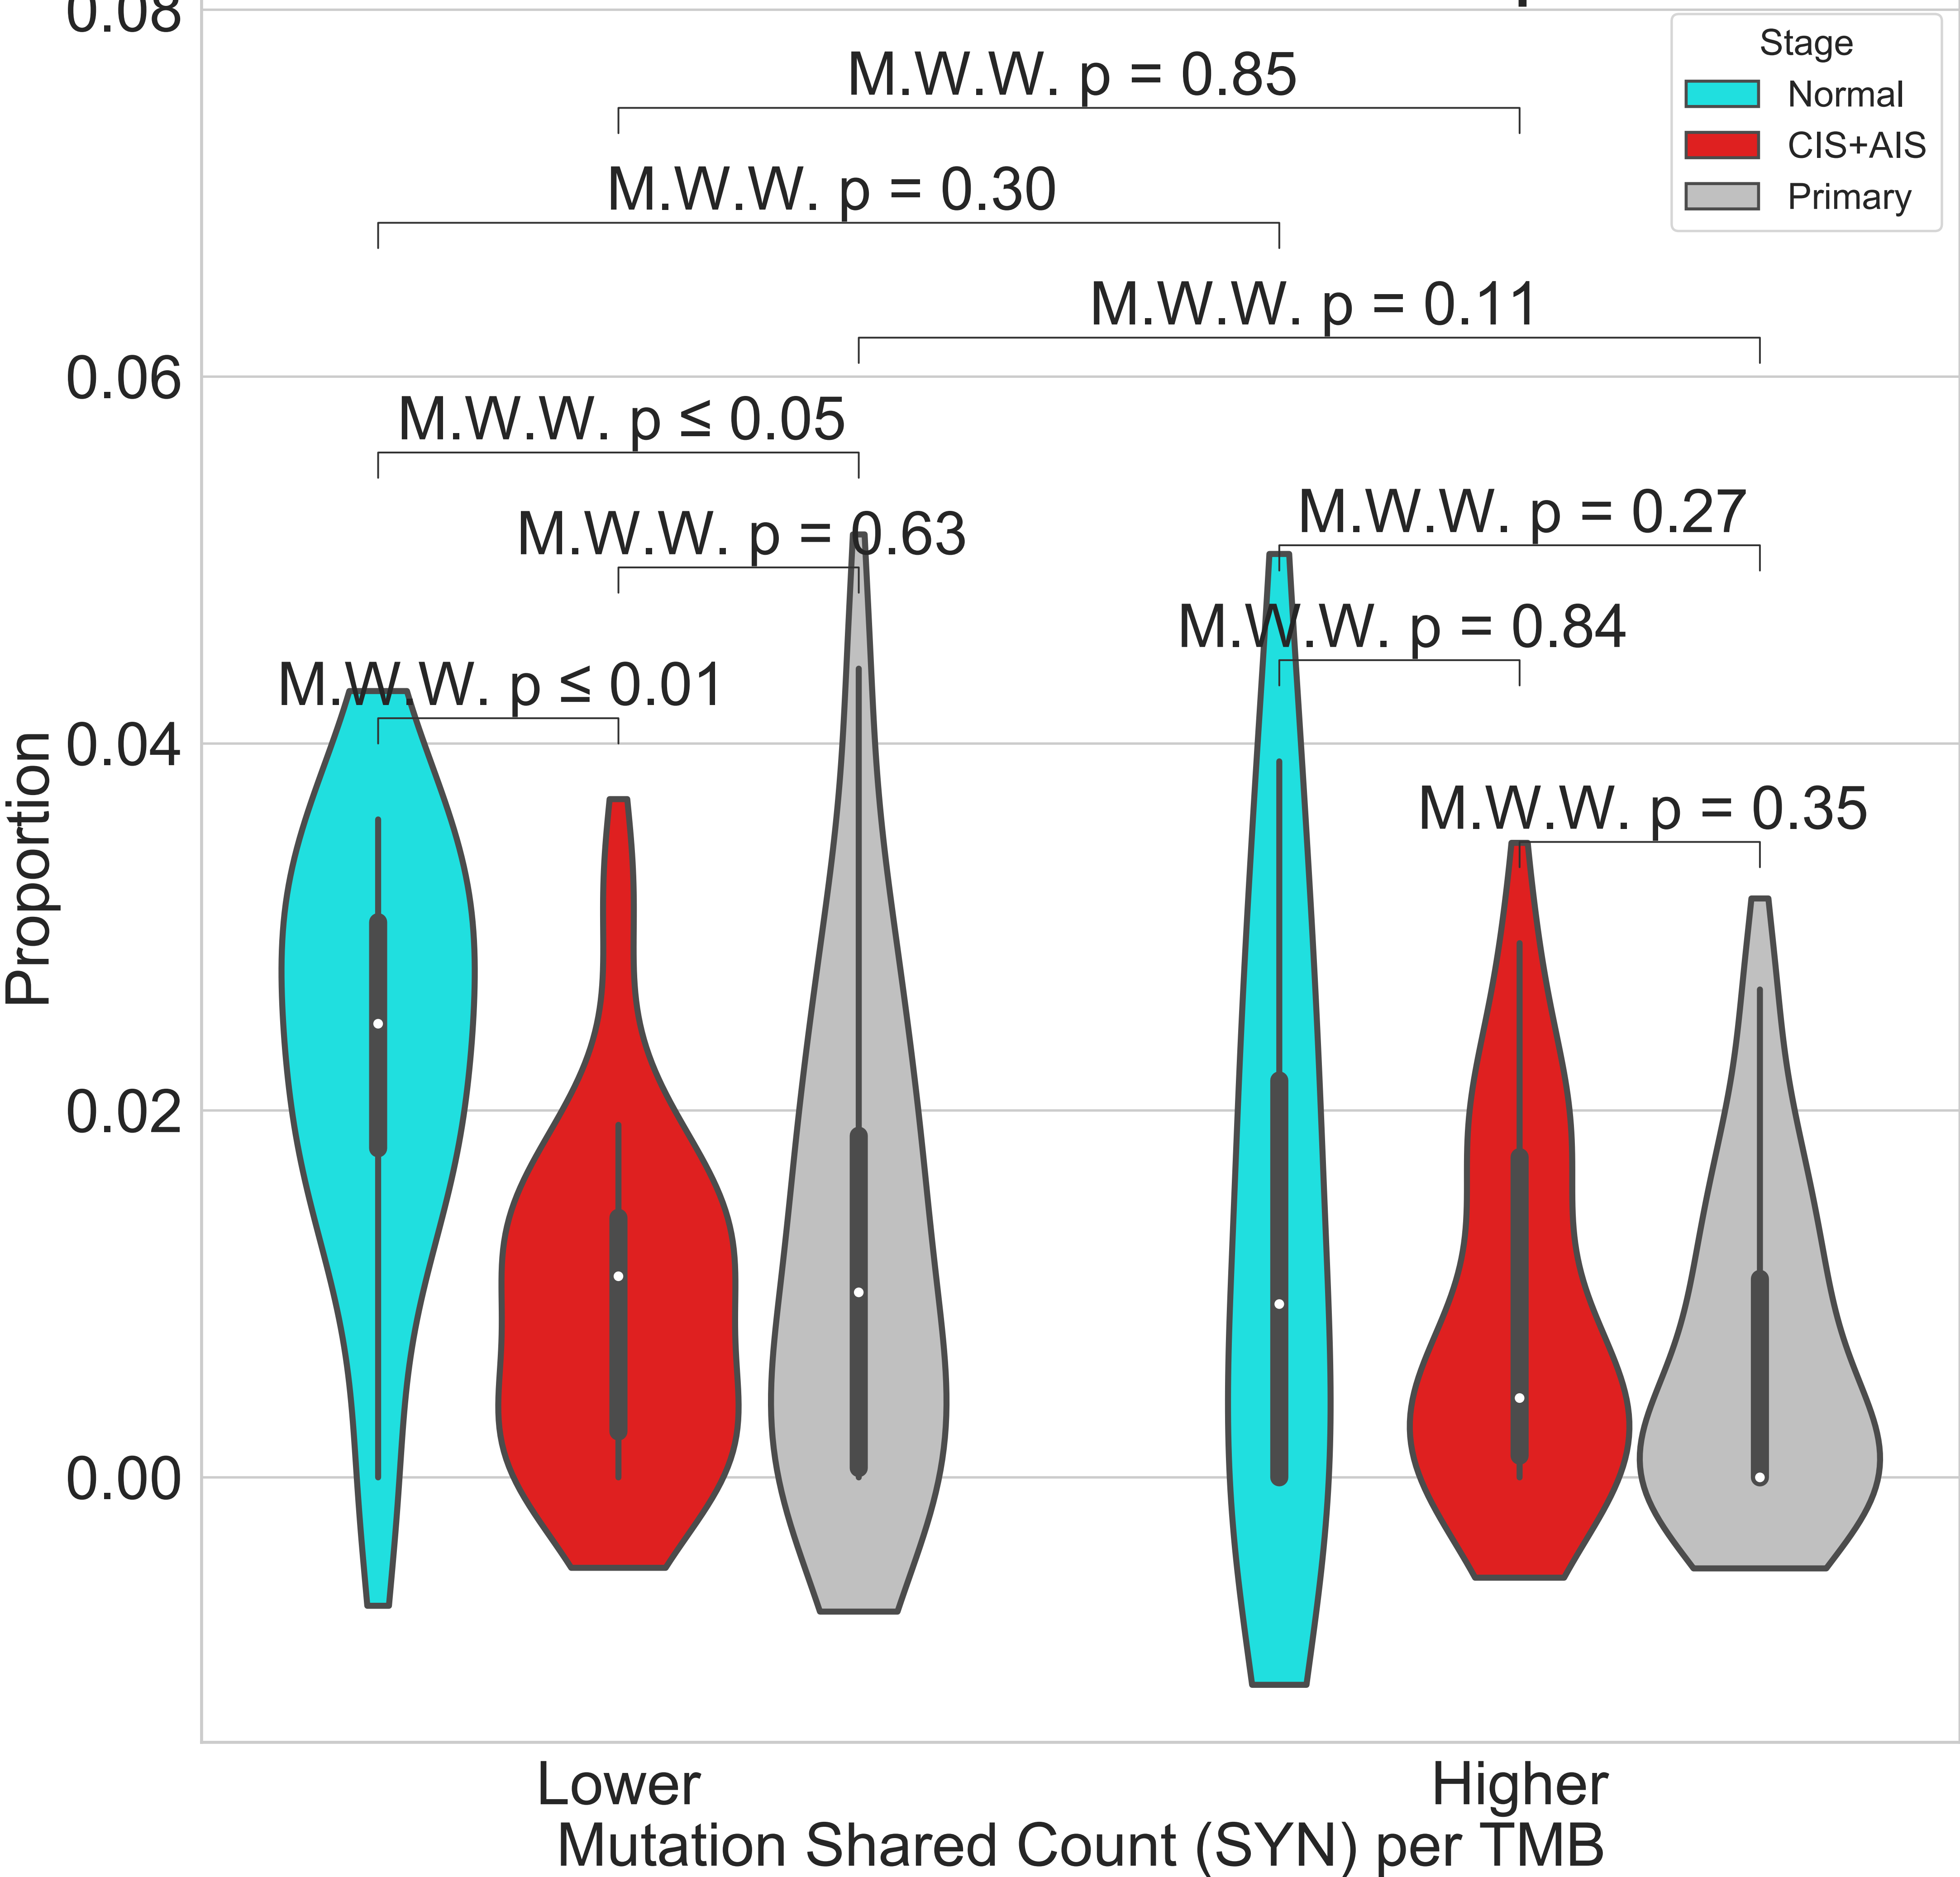 0.08
Stage
Normal
CIS+AIS
Primary
M.W.W. p = 0.85
M.W.W. p = 0.30
M.W.W. p = 0.11
0.06
M.W.W. p ≤ 0.05
M.W.W. p = 0.27
M.W.W. p = 0.63
M.W.W. p = 0.84
M.W.W. p ≤ 0.01
0.04
M.W.W. p = 0.35
Proportion
0.02
0.00
Lower
Higher
Mutation Shared Count (SYN) per TMB